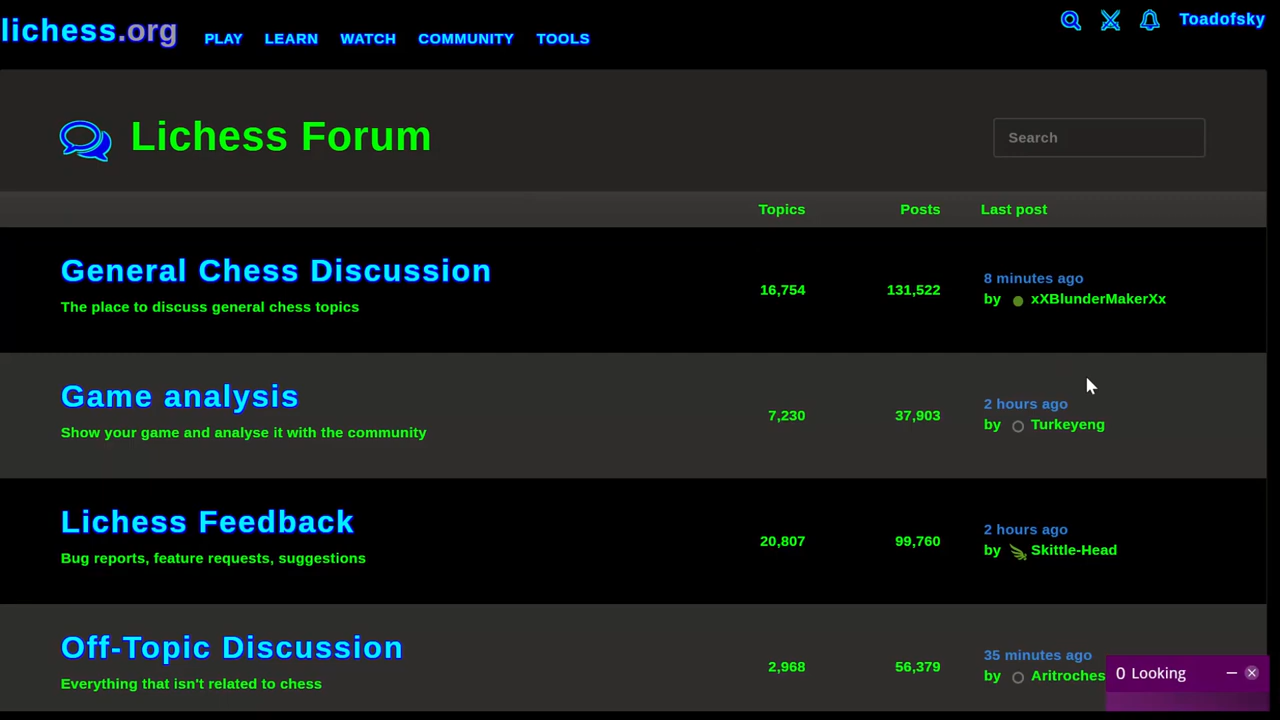 lichess.org PLAY LEARN WATCH COMMUNITY TOOLS Toadofsky
Lichess Forum Search
Topics Posts Last post
General Chess Discussion
The place to discuss general chess topics
16,754 131,522 8 minutes ago
by xXBlunderMakerXx
Game analysis
Show your game and analyse it with the community
7,230 37,903 2 hours ago
by Turkeyeng
Lichess Feedback
Bug reports, feature requests, suggestions
20,807 99,760 2 hours ago
by Skittle-Head
Off-Topic Discussion
Everything that isn't related to chess
2,968 56,379 35 minutes ago
by Aritroches
0 Looking